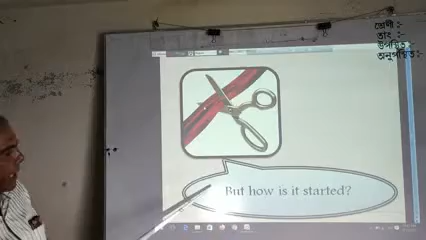 শ্রেণী :-
তাং :-
উপস্থিত :-
অনুপস্থিত:-
But how is it started?